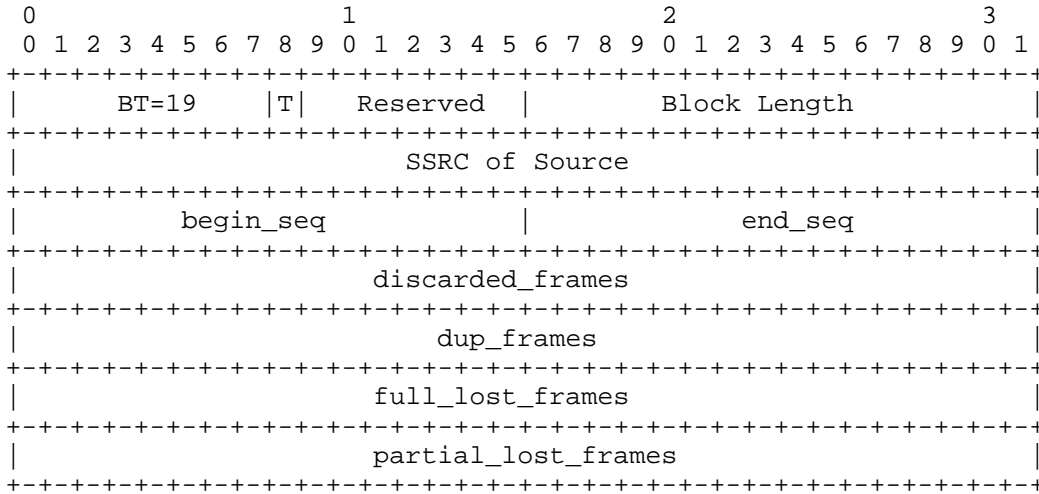 0                   1                   2                   3
 0 1 2 3 4 5 6 7 8 9 0 1 2 3 4 5 6 7 8 9 0 1 2 3 4 5 6 7 8 9 0 1
+-+-+-+-+-+-+-+-+-+-+-+-+-+-+-+-+-+-+-+-+-+-+-+-+-+-+-+-+-+-+-+-+
|     BT=19     |T|  Reserved   |        Block Length           |
+-+-+-+-+-+-+-+-+-+-+-+-+-+-+-+-+-+-+-+-+-+-+-+-+-+-+-+-+-+-+-+-+
|                        SSRC of Source                         |
+-+-+-+-+-+-+-+-+-+-+-+-+-+-+-+-+-+-+-+-+-+-+-+-+-+-+-+-+-+-+-+-+
|          begin_seq            |             end_seq           |
+-+-+-+-+-+-+-+-+-+-+-+-+-+-+-+-+-+-+-+-+-+-+-+-+-+-+-+-+-+-+-+-+
|                      discarded_frames                         |
+-+-+-+-+-+-+-+-+-+-+-+-+-+-+-+-+-+-+-+-+-+-+-+-+-+-+-+-+-+-+-+-+
|                          dup_frames                           |
+-+-+-+-+-+-+-+-+-+-+-+-+-+-+-+-+-+-+-+-+-+-+-+-+-+-+-+-+-+-+-+-+
|                      full_lost_frames                         |
+-+-+-+-+-+-+-+-+-+-+-+-+-+-+-+-+-+-+-+-+-+-+-+-+-+-+-+-+-+-+-+-+
|                      partial_lost_frames                      |
+-+-+-+-+-+-+-+-+-+-+-+-+-+-+-+-+-+-+-+-+-+-+-+-+-+-+-+-+-+-+-+-+